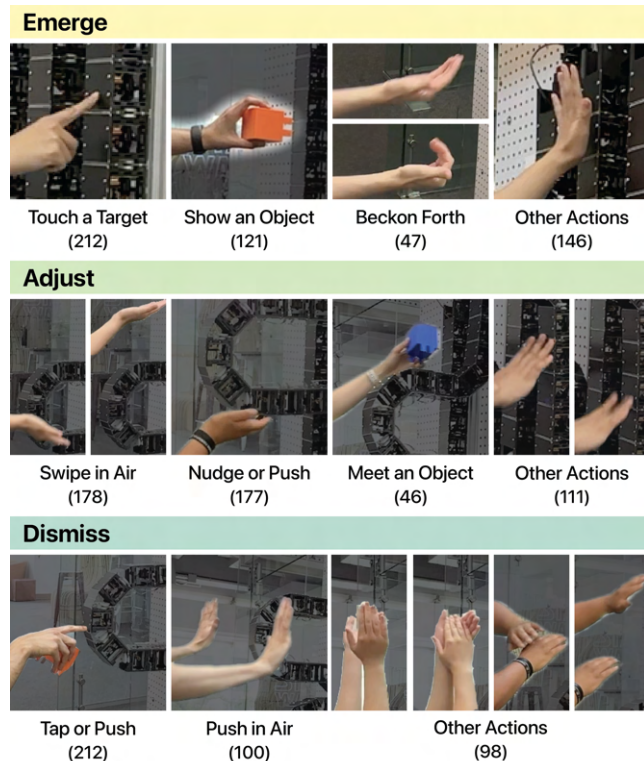 Emerge
Touch a Target Show an Object Beckon Forth Other Actions
(212) (121) (47) (146)
Adjust
Swipe in Air Nudge or Push Meet an Object Other Actions
(178) (177) (46) (111)
Dismiss
Tap or Push Push in Air Other Actions
(212) (100) (98)